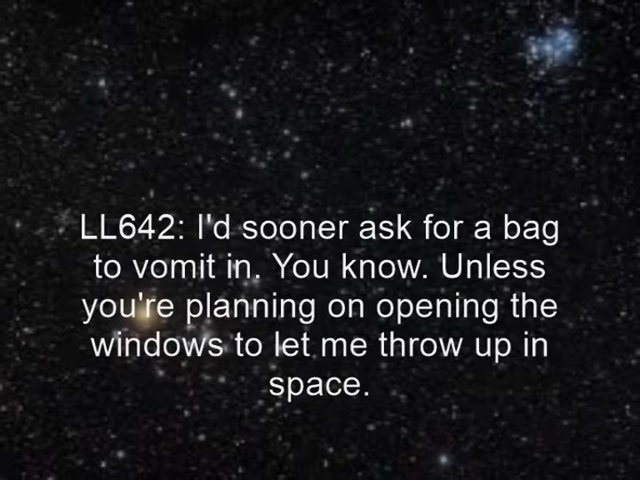 LL642: I'd sooner ask for a bag
to vomit in. You know. Unless
you're planning on opening the
windows to let me throw up in
space.